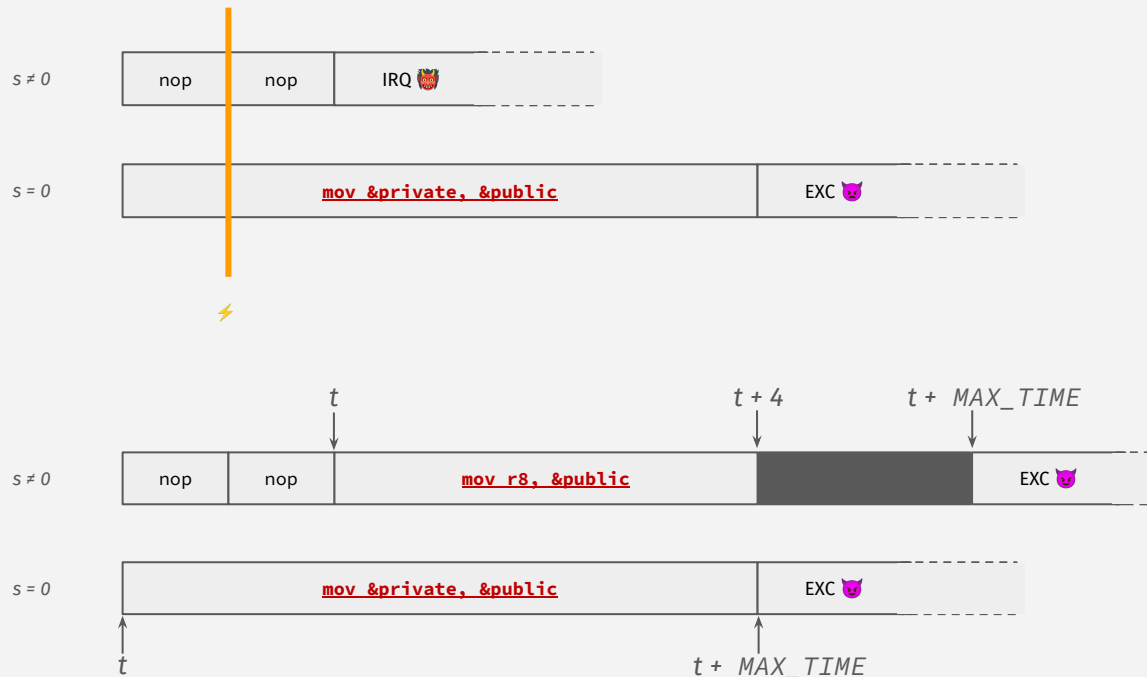 s ≠ 0 nop nop IRQ 👹
s = 0 mov &private, &public EXC 👿
⚡
t t + 4 t + MAX_TIME
s ≠ 0 nop nop mov r8, &public EXC 😈
s = 0 mov &private, &public EXC 😈
t t + MAX_TIME